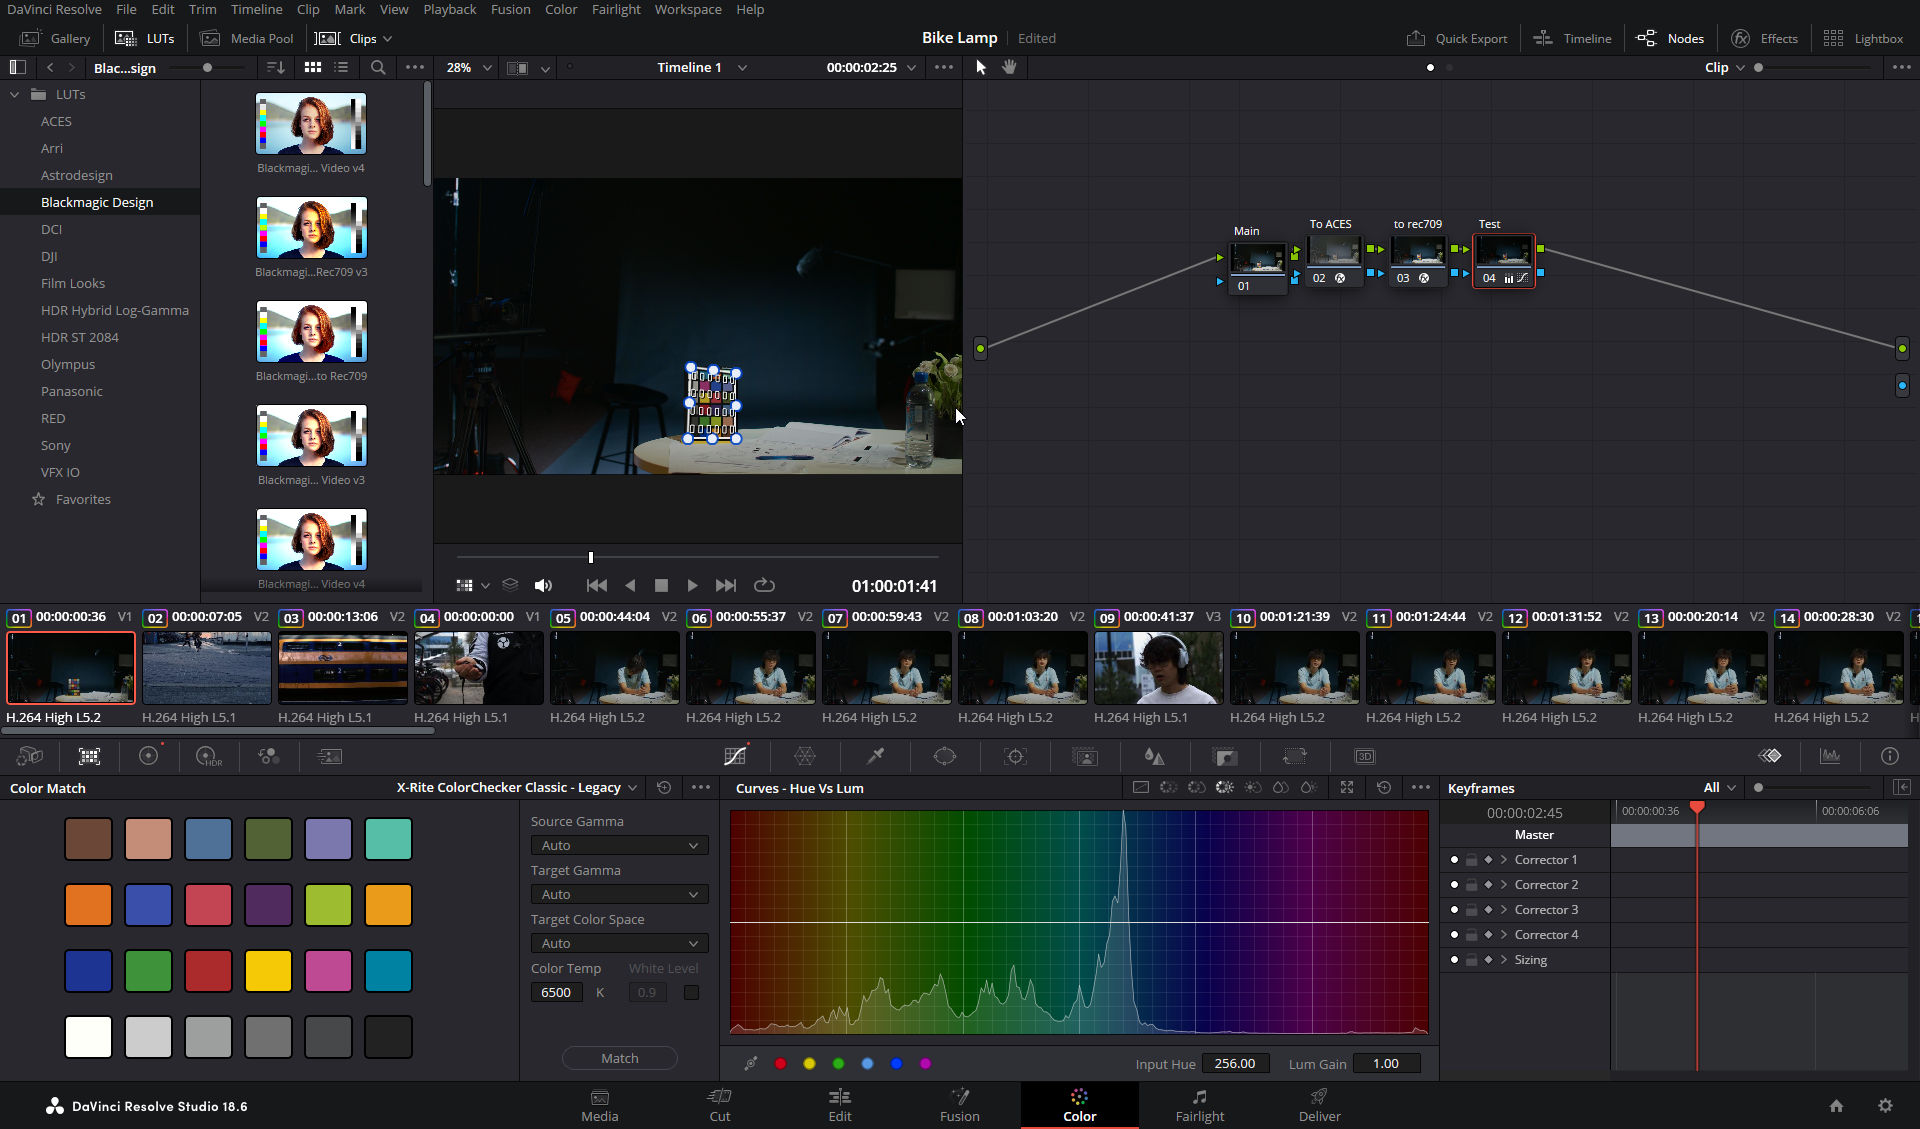 DaVinci Resolve File Edit Trim Timeline Clip Mark View Playback Fusion Color Fairlight Workspace Help
Gallery LUTs Media Pool Clips Bike Lamp Edited Quick Export Timeline Nodes Effects Lightbox
Blac...sign 28% Timeline 1 00:00:02:25 Clip
LUTs
ACES
Arri
Astrodesign
Blackmagic Design
DCI
DJI
Film Looks
HDR Hybrid Log-Gamma
HDR ST 2084
Olympus
Panasonic
RED
Sony
VFX IO
Favorites
Blackmagi... Video v4
Blackmagi...Rec709 v3
Blackmagi...to Rec709
Blackmagi... Video v3
Blackmagi... Video v4
01:00:01:41
Main
01
To ACES
02
to rec709
03
Test
04
01 00:00:00:36 V1
H.264 High L5.2
02 00:00:07:05 V2
H.264 High L5.1
03 00:00:13:06 V2
H.264 High L5.1
04 00:00:00:00 V1
H.264 High L5.1
05 00:00:44:04 V2
H.264 High L5.2
06 00:00:55:37 V2
H.264 High L5.2
07 00:00:59:43 V2
H.264 High L5.2
08 00:01:03:20 V2
H.264 High L5.2
09 00:00:41:37 V3
H.264 High L5.1
10 00:01:21:39 V2
H.264 High L5.2
11 00:01:24:44 V2
H.264 High L5.2
12 00:01:31:52 V2
H.264 High L5.2
13 00:00:20:14 V2
H.264 High L5.2
14 00:00:28:30 V2
H.264 High L5.2
HDR
3D
Color Match X-Rite ColorChecker Classic - Legacy
Source Gamma
Auto
Target Gamma
Auto
Target Color Space
Auto
Color Temp White Level
6500 K 0.9
Match
Curves - Hue Vs Lum
Input Hue 256.00 Lum Gain 1.00
Keyframes All
00:00:02:45 00:00:00:36 00:00:06:06
Master
Corrector 1
Corrector 2
Corrector 3
Corrector 4
Sizing
DaVinci Resolve Studio 18.6
Media Cut Edit Fusion Color Fairlight Deliver